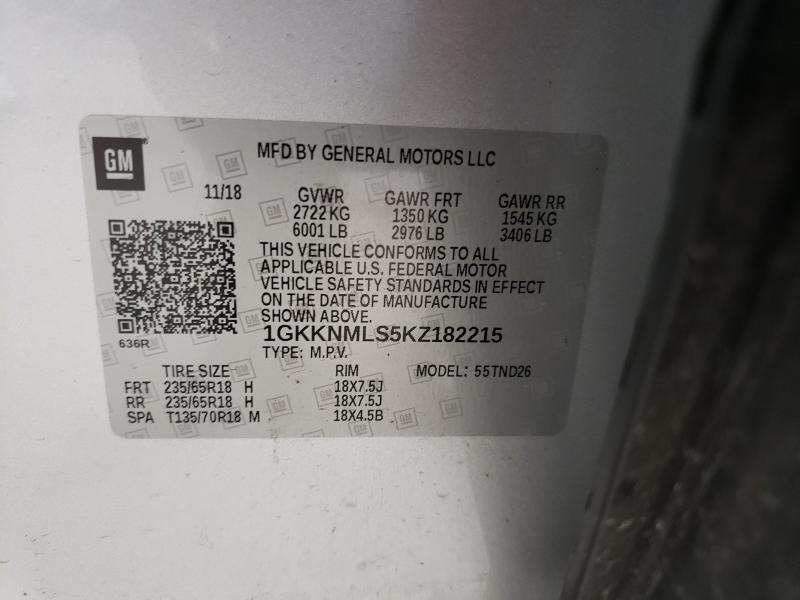 GM
MFD BY GENERAL MOTORS LLC
11/18 GVWR GAWR FRT GAWR RR
2722 KG 1350 KG 1545 KG
6001 LB 2976 LB 3406 LB
THIS VEHICLE CONFORMS TO ALL
APPLICABLE U.S. FEDERAL MOTOR
VEHICLE SAFETY STANDARDS IN EFFECT
ON THE DATE OF MANUFACTURE
SHOWN ABOVE.
636R
1GKKNMLS5KZ182215
TYPE: M.P.V.
TIRE SIZE RIM MODEL: 55TND26
FRT 235/65R18 H 18X7.5J
RR 235/65R18 H 18X7.5J
SPA T135/70R18 M 18X4.5B